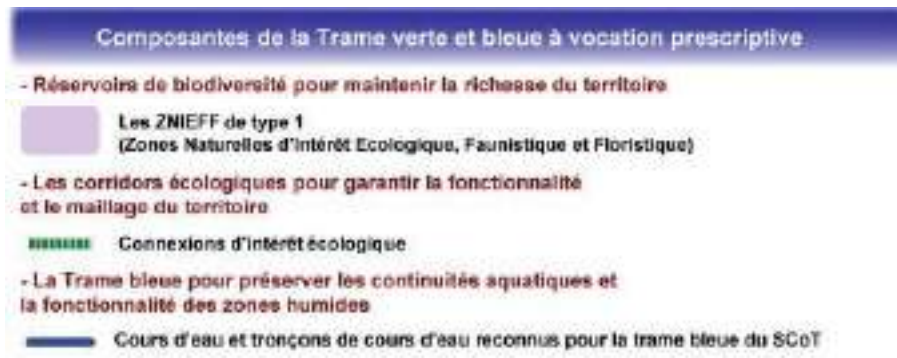 Composantes de la Trame verte et bleue à vocation prescriptive
- Réservoirs de biodiversité pour maintenir la richesse du territoire
Les ZNIEFF de type 1
(Zones Naturelles d'Intérêt Ecologique, Faunistique et Floristique)
- Les corridors écologiques pour garantir la fonctionnalité
et le maillage du territoire
Connexions d'intérêt écologique
- La Trame bleue pour préserver les continuités aquatiques et
la fonctionnalité des zones humides
Cours d'eau et tronçons de cours d'eau reconnus pour la trame bleue du SCoT